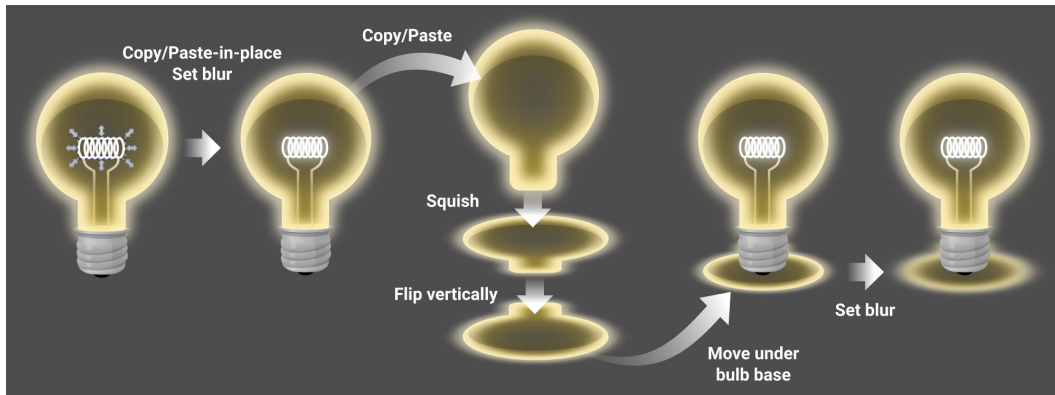 Copy/Paste-in-place
Set blur
Copy/Paste
Squish
Flip vertically
Move under
bulb base
Set blur